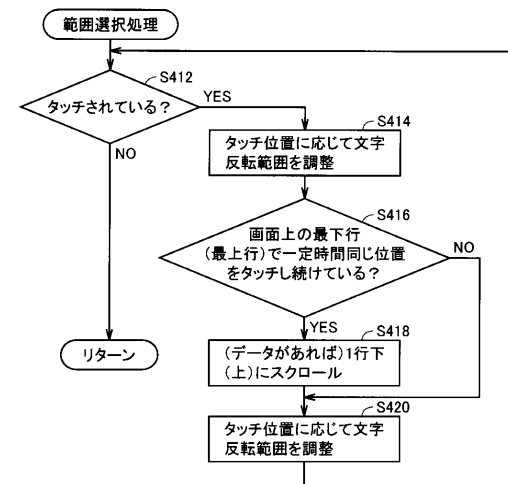 範囲選択処理
S412
タッチされている？
YES
NO
S414
タッチ位置に応じて文字
反転範囲を調整
S416
画面上の最下行
(最上行)で一定時間同じ位置
をタッチし続けている？
NO
YES
リターン
S418
(データがあれば)1行下
(上)にスクロール
S420
タッチ位置に応じて文字
反転範囲を調整